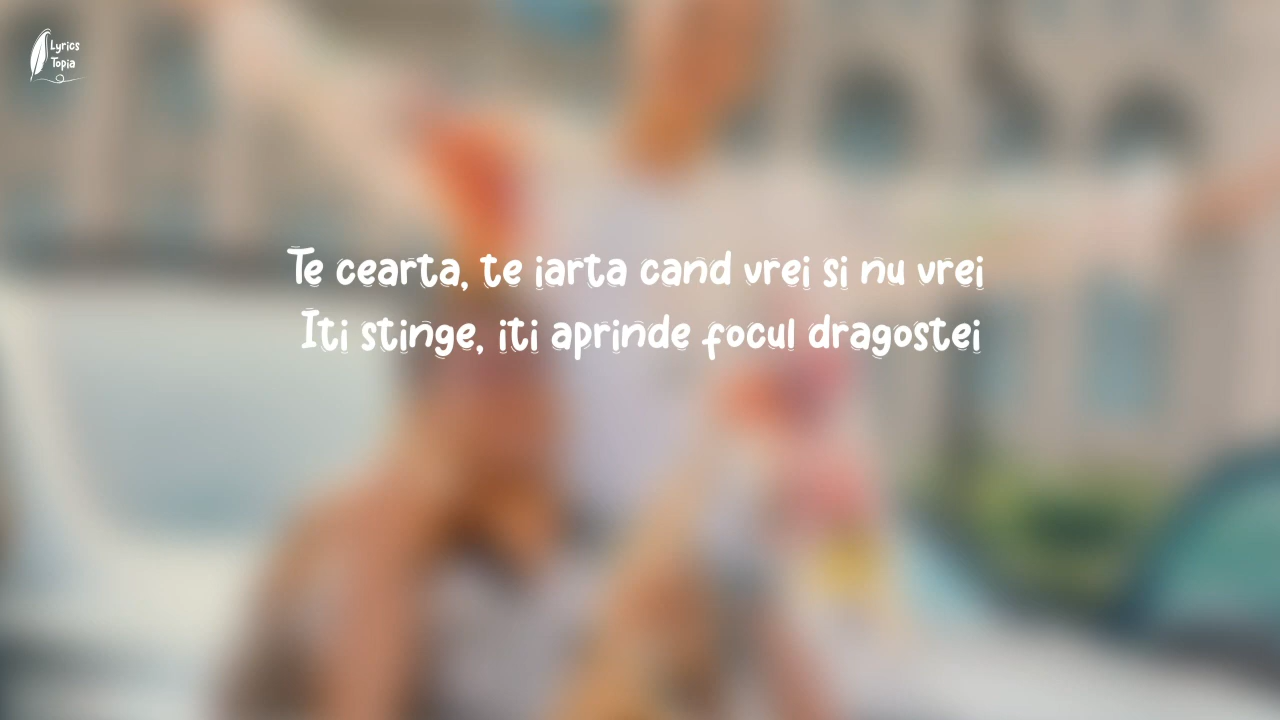 Lyrics
Topia
Te cearta, te iarta cand vrei si nu vrei
Iti stinge, iti aprinde focul dragostei